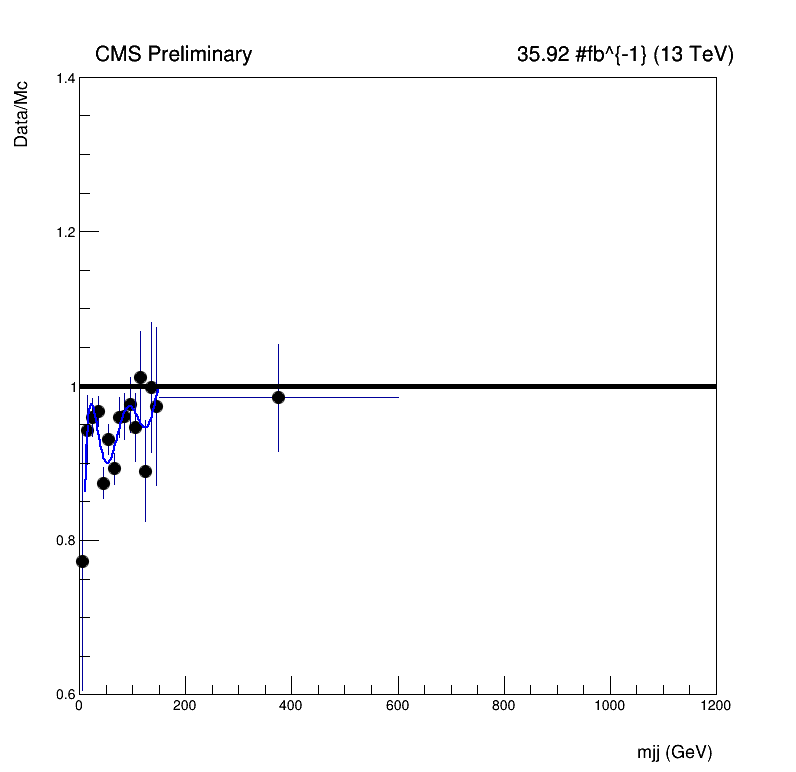 CMS Preliminary
35.92 #fb^{-1} (13 TeV)
Data/Mc
1.4
1.2
1
0.8
0.6
0 200 400 600 800 1000 1200
mjj (GeV)